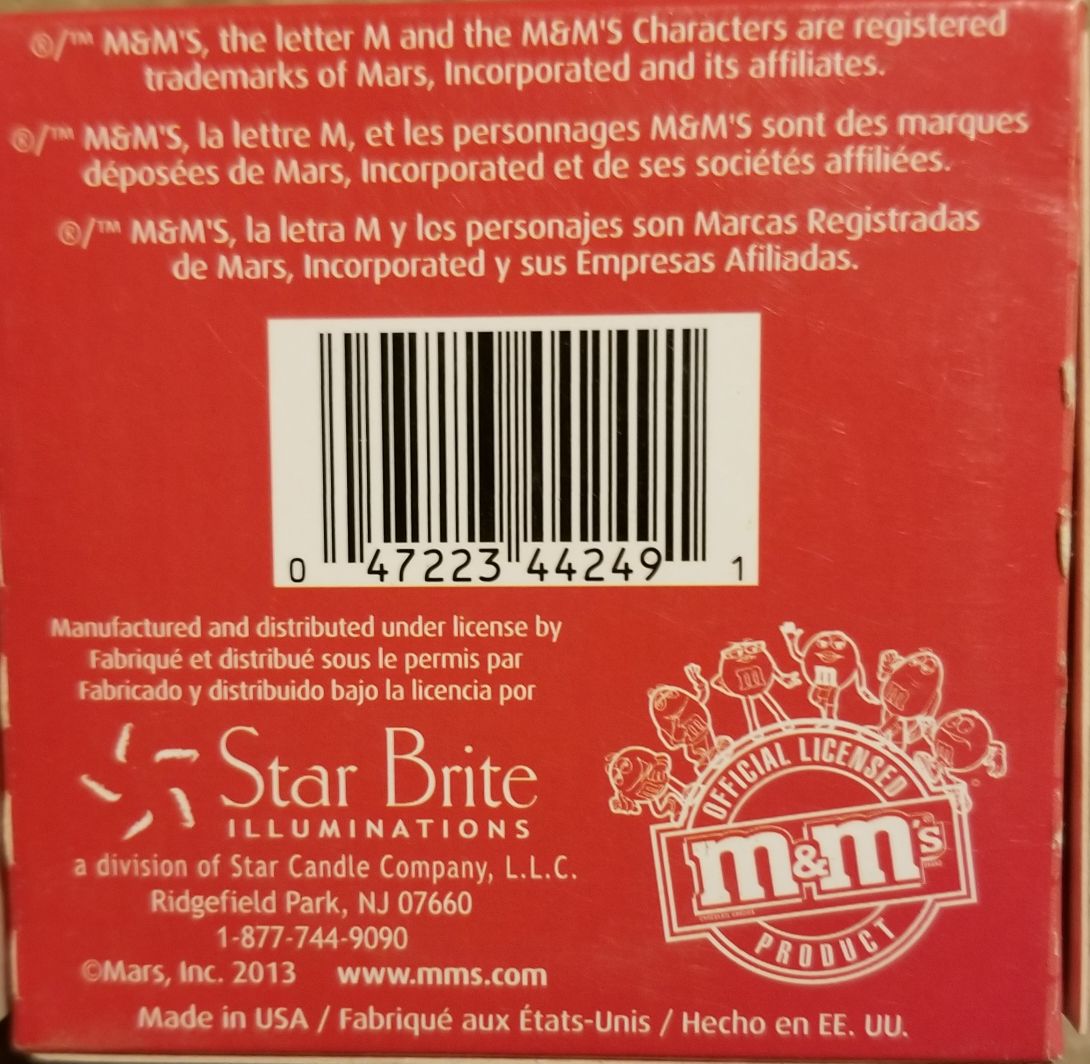 ®/™ M&M'S, the letter M and the M&M'S Characters are registered
trademarks of Mars, Incorporated and its affiliates.
®/™ M&M'S, la lettre M, et les personnages M&M'S sont des marques
déposées de Mars, Incorporated et de ses sociétés affiliées.
®/™ M&M'S, la letra M y los personajes son Marcas Registradas
de Mars, Incorporated y sus Empresas Afiliadas.
0 47223 44249 1
Manufactured and distributed under license by
Fabriqué et distribué sous le permis par
Fabricado y distribuido bajo la licencia por
Star Brite
ILLUMINATIONS
a division of Star Candle Company, L.L.C.
Ridgefield Park, NJ 07660
1-877-744-9090
©Mars, Inc. 2013 www.mms.com
OFFICIAL LICENSED
m&m's
PRODUCT
Made in USA / Fabriqué aux États-Unis / Hecho en EE. UU.